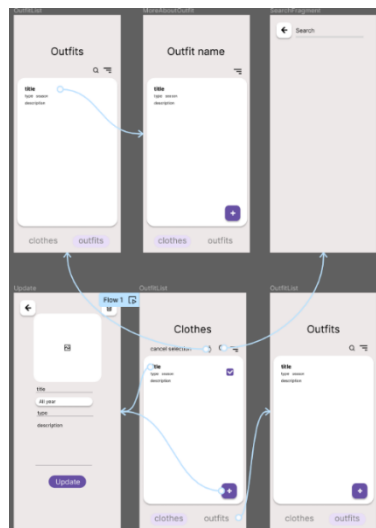 OutfitList
MoreAboutOutfit
SearchFragment
Outfits
title
type season
description
clothes outfits
Outfit name
title
type season
description
+
clothes outfits
Search
Update
Flow 1
OutfitList
OutfitList
title
All year
type
description
Update
Clothes
cancel selection
title
type season
description
+
clothes outfits
Outfits
title
type season
description
+
clothes outfits